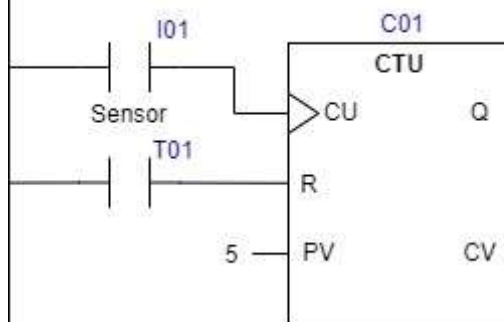 I01 C01
CTU
Sensor CU Q
T01
R
5 PV CV